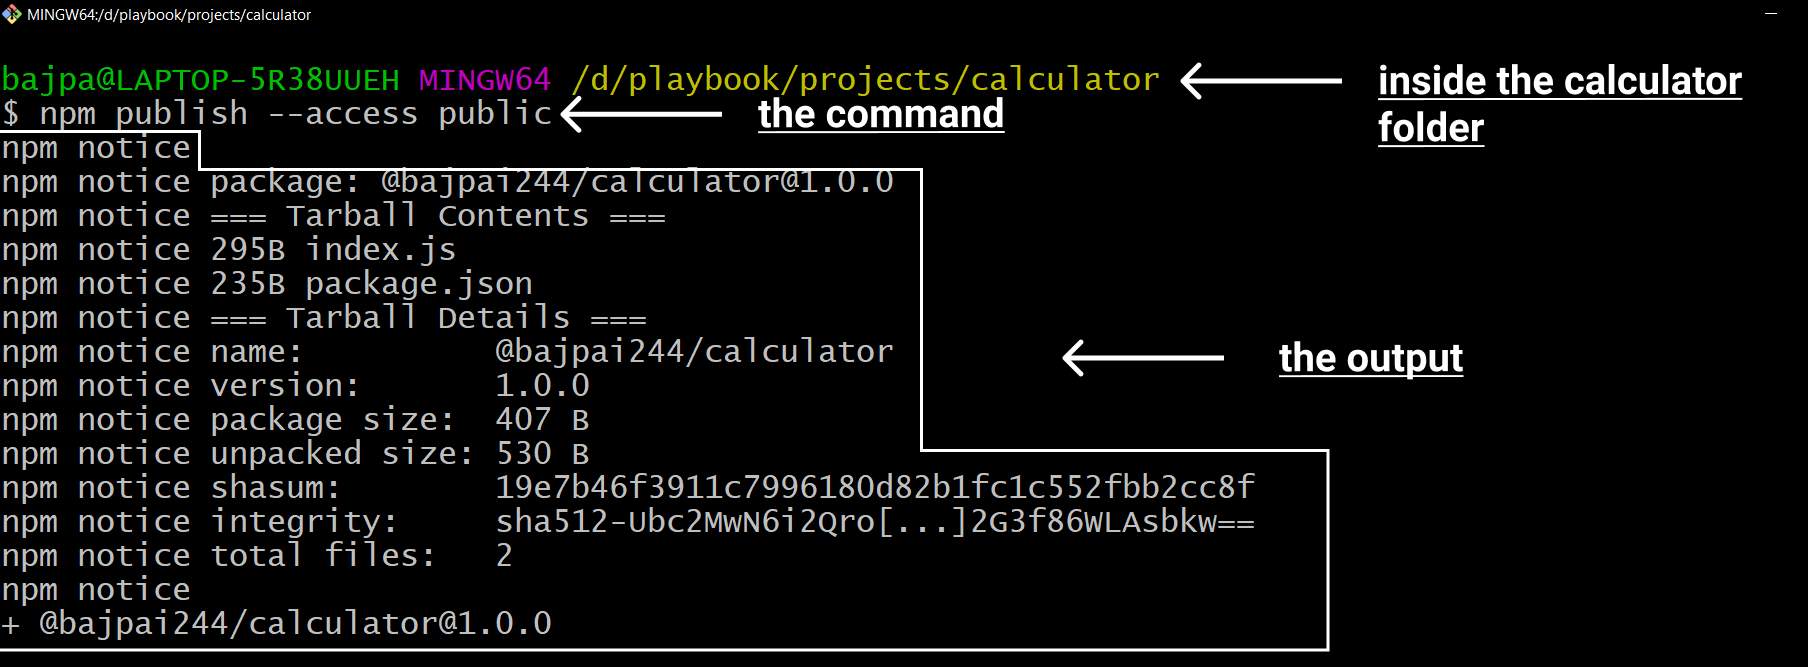 MINGW64:/d/playbook/projects/calculator
bajpa@LAPTOP-5R38UUEH MINGW64 /d/playbook/projects/calculator
inside the calculator
folder
$ npm publish --access public
the command
npm notice
npm notice package: @bajpai244/calculator@1.0.0
npm notice === Tarball Contents ===
npm notice 295B index.js
npm notice 235B package.json
npm notice === Tarball Details ===
npm notice name: @bajpai244/calculator
the output
npm notice version: 1.0.0
npm notice package size: 407 B
npm notice unpacked size: 530 B
npm notice shasum: 19e7b46f3911c7996180d82b1fc1c552fbb2cc8f
npm notice integrity: sha512-Ubc2MwN6i2Qro[...]2G3f86WLAsbkw==
npm notice total files: 2
npm notice
+ @bajpai244/calculator@1.0.0